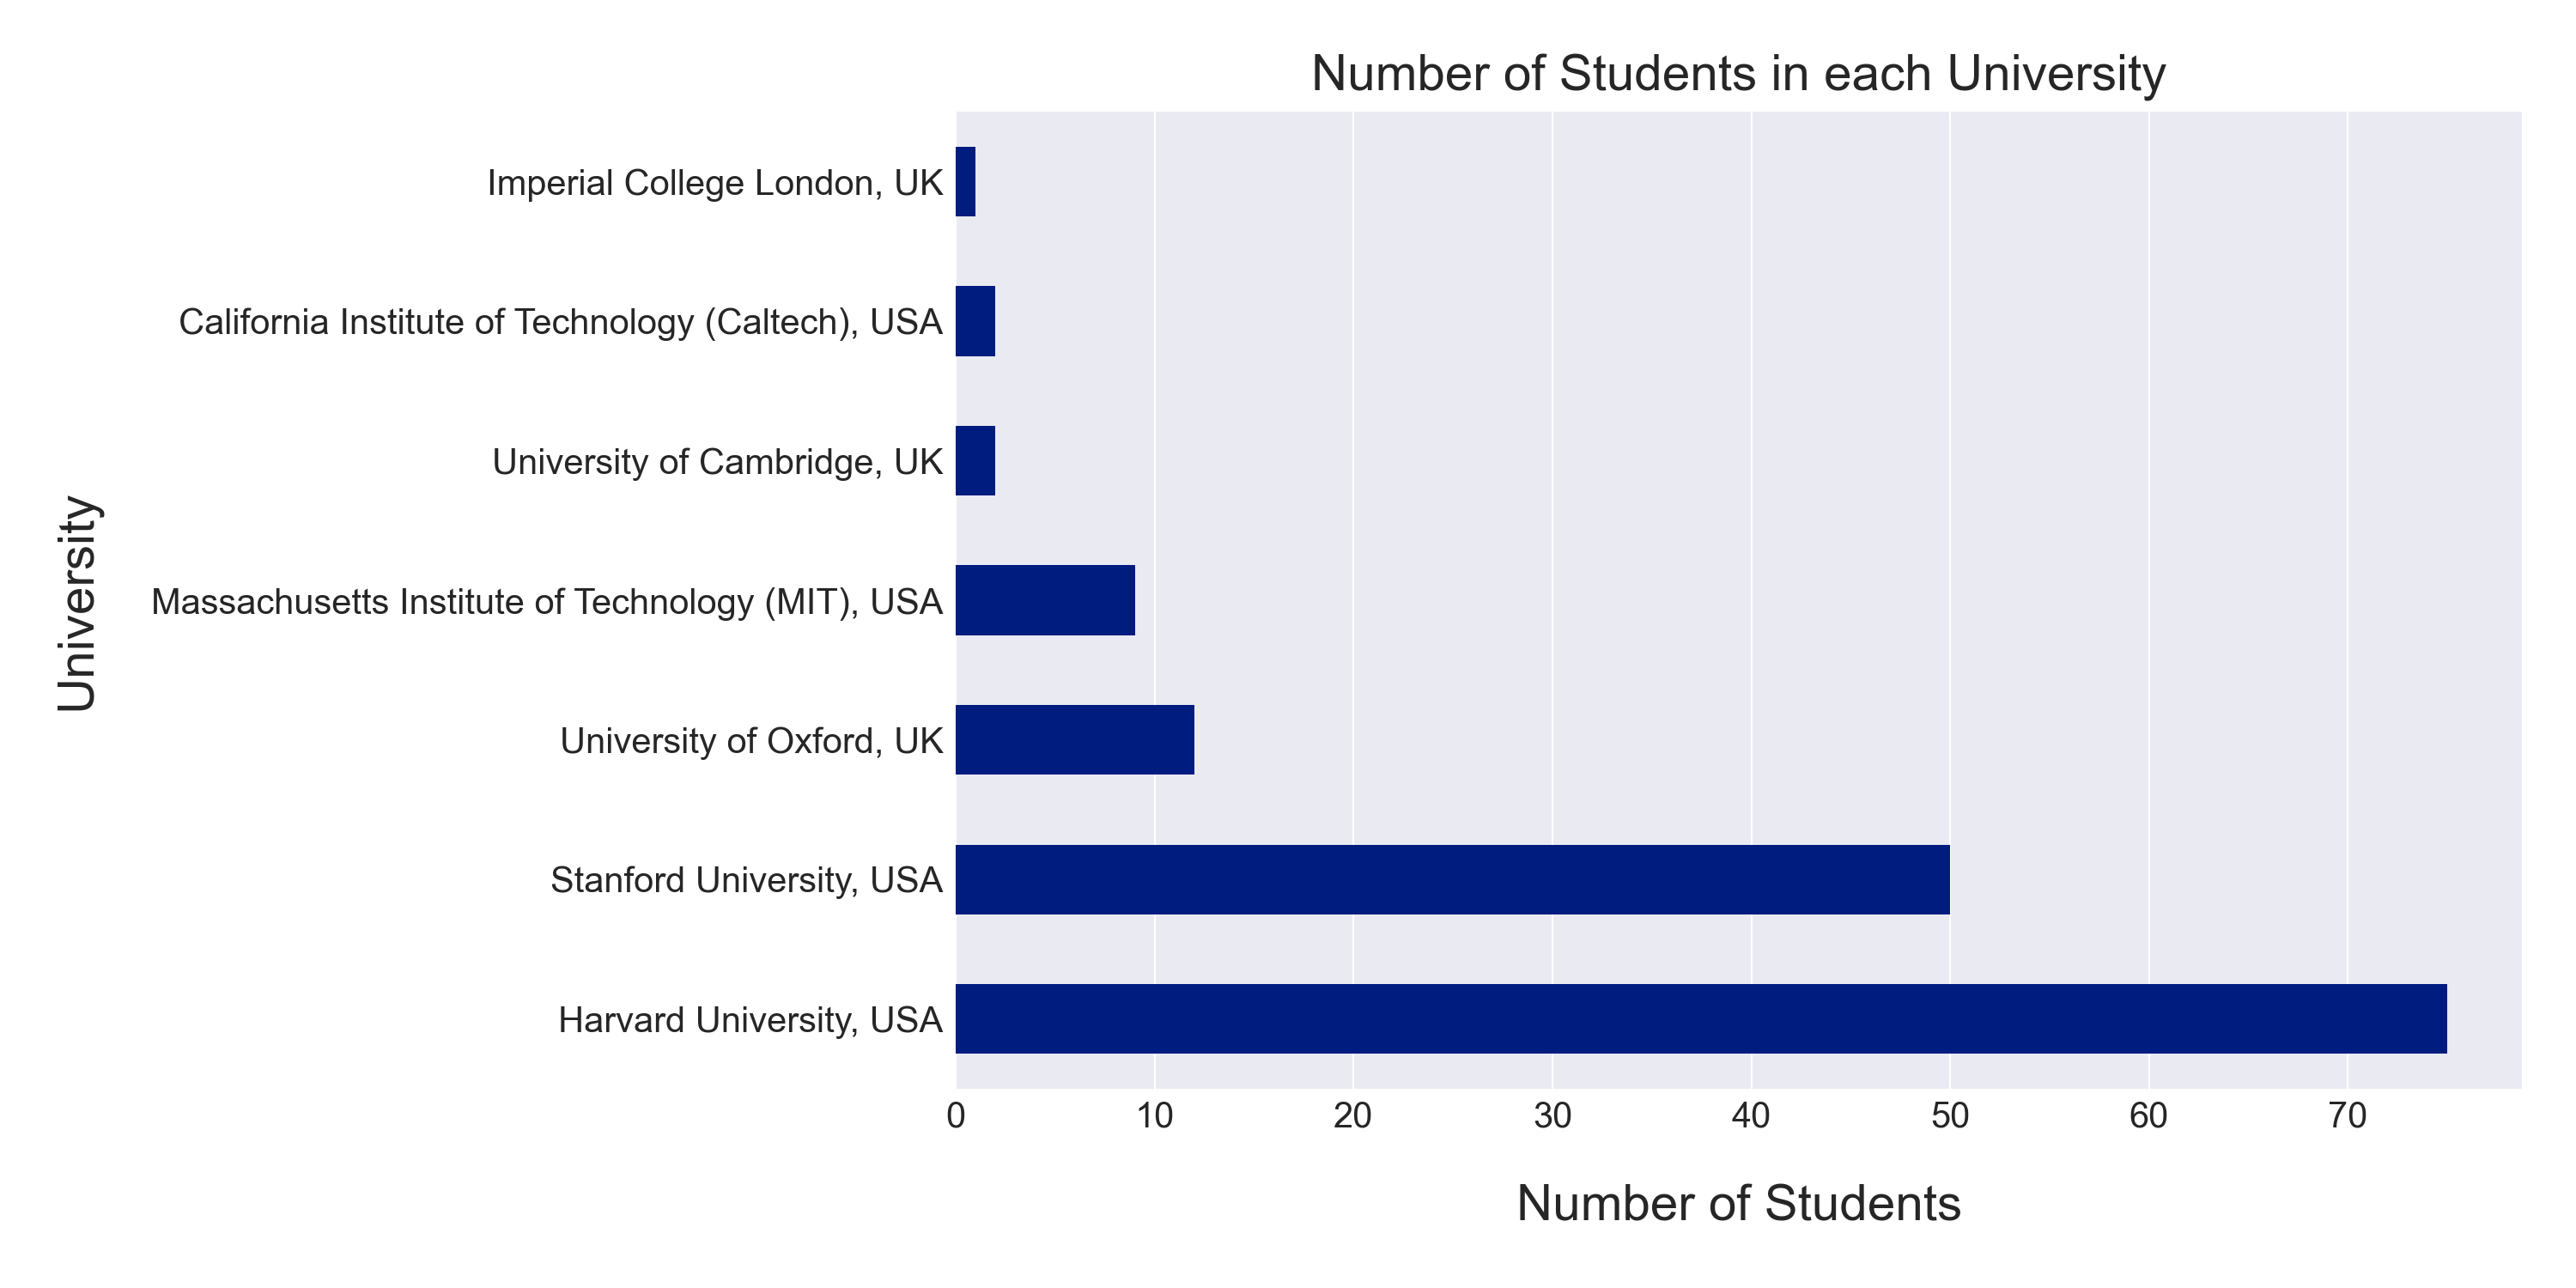 Number of Students in each University
Imperial College London, UK
California Institute of Technology (Caltech), USA
University of Cambridge, UK
Massachusetts Institute of Technology (MIT), USA
University of Oxford, UK
Stanford University, USA
Harvard University, USA
University
0 10 20 30 40 50 60 70
Number of Students